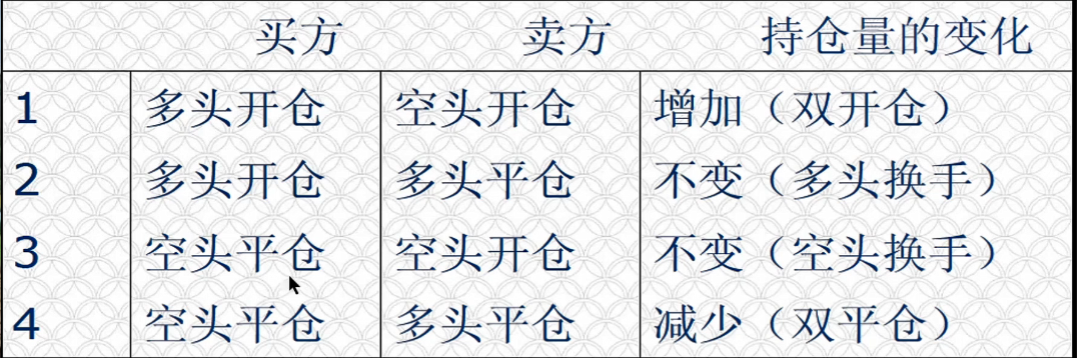 买方 卖方 持仓量的变化
1 多头开仓 空头开仓 增加（双开仓）
2 多头开仓 多头平仓 不变（多头换手）
3 空头平仓 空头开仓 不变（空头换手）
4 空头平仓 多头平仓 减少（双平仓）